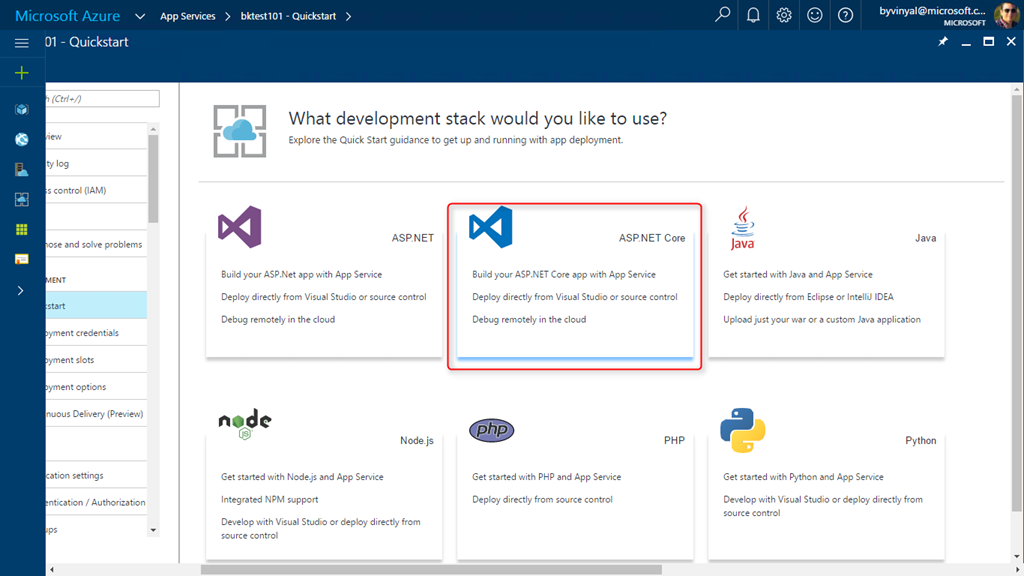 Microsoft Azure
App Services > bktest101 - Quickstart >
byvinyal@microsoft.c...
MICROSOFT
01 - Quickstart
h (Ctrl+/)
view
ty log
ss control (IAM)
nose and solve problems
MENT
kstart
oyment credentials
oyment slots
oyment options
nuous Delivery (Preview)
ication settings
entication / Authorization
ups
What development stack would you like to use?
Explore the Quick Start guidance to get up and running with app deployment.
ASP.NET
Build your ASP.Net app with App Service
Deploy directly from Visual Studio or source control
Debug remotely in the cloud
ASP.NET Core
Build your ASP.NET Core app with App Service
Deploy directly from Visual Studio or source control
Debug remotely in the cloud
Java
Java
Get started with Java and App Service
Deploy directly from Eclipse or IntelliJ IDEA
Upload just your war or a custom Java application
node
JS
Node.js
Get started with Node.js and App Service
Integrated NPM support
Develop with Visual Studio or deploy directly from
source control
php
PHP
Get started with PHP and App Service
Deploy directly from source control
Python
Get started with Python and App Service
Develop with Visual Studio or deploy directly from
source control